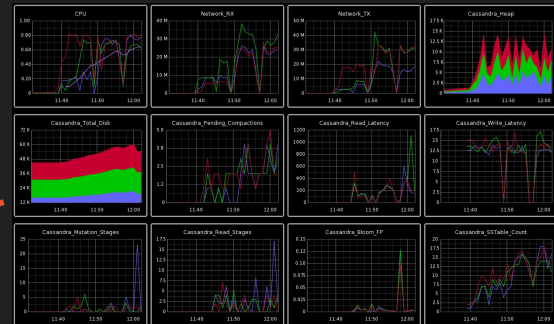 CPU
1.00
0.80
0.60
0.40
0.20
0
11:40 11:50 12:00
Network_RX
40 M
30 M
20 M
10 M
0
11:40 11:50 12:00
Network_TX
50 M
40 M
30 M
20 M
10 M
0
11:40 11:50 12:00
Cassandra_Heap
17.5 K
15 K
12.5 K
10 K
7.5 K
5 K
2.5 K
0
11:40 11:50 12:00
Cassandra_Total_Disk
72 K
60 K
48 K
36 K
24 K
12 K
11:40 11:50 12:00
Cassandra_Pending_Compactions
5.0
3.8
2.5
1.2
0
11:40 11:50 12:00
Cassandra_Read_Latency
1200
1000
800
600
400
200
0
11:40 11:50 12:00
Cassandra_Write_Latency
17.5
15
12.5
10
7.5
5
2.5
0
11:40 11:50 12:00
Cassandra_Mutation_Stages
25
20
15
10
5
0
11:40 11:50 12:00
Cassandra_Read_Stages
17.5
15
12.5
10
7.5
5
2.5
0
11:40 11:50 12:00
Cassandra_Bloom_FP
0.15
0.12
0.10
0.075
0.05
0.025
0
11:40 11:50 12:00
Cassandra_SSTable_Count
20
17.5
15
12.5
10
7.5
5
2.5
0
11:40 11:50 12:00